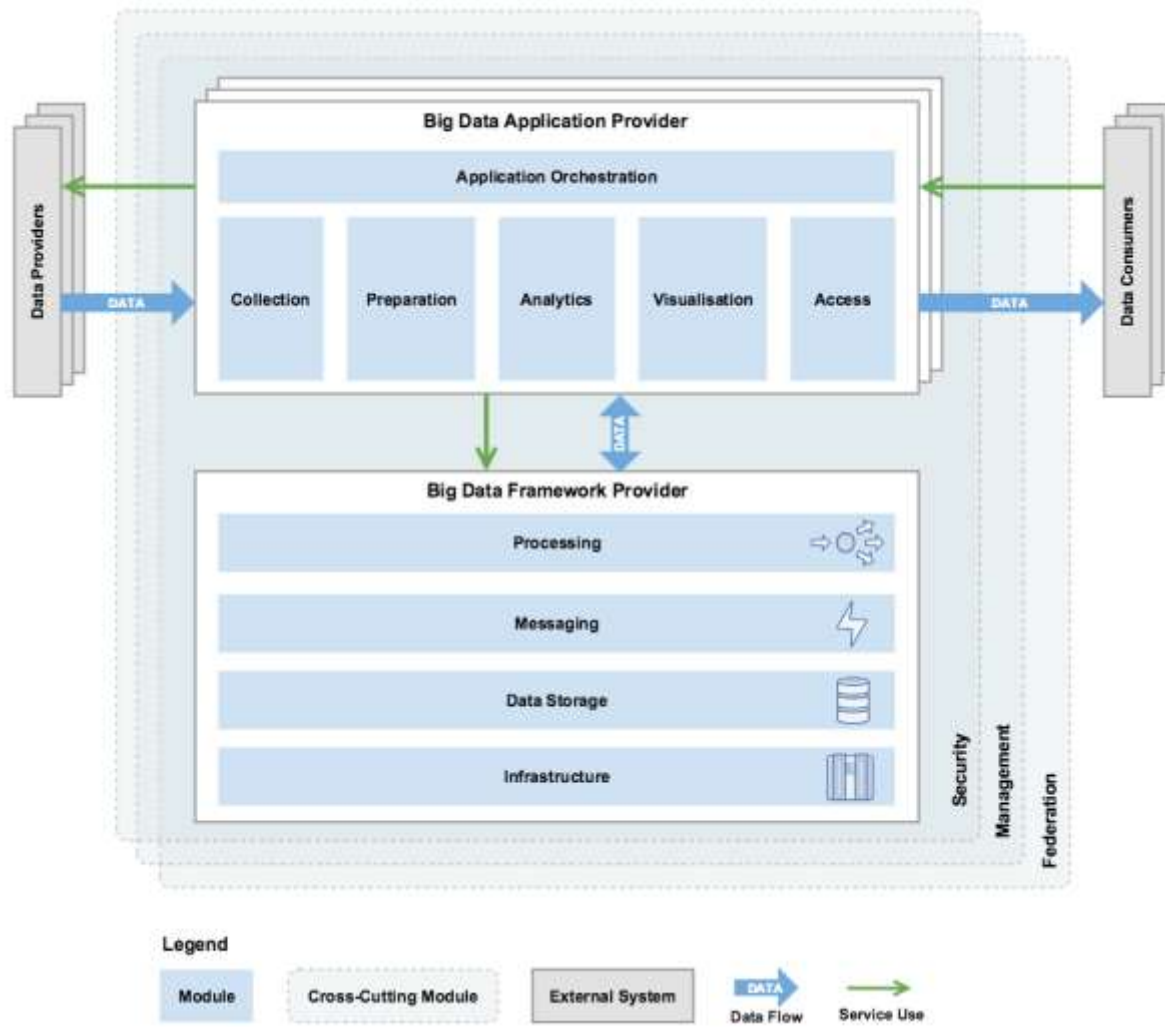 Big Data Application Provider
Application Orchestration
Data Providers
DATA
Collection
Preparation
Analytics
Visualisation
Access
DATA
Data Consumers
DATA
Big Data Framework Provider
Processing
Messaging
Data Storage
Infrastructure
Security
Management
Federation
Legend
Module
Cross-Cutting Module
External System
DATA
Data Flow
Service Use